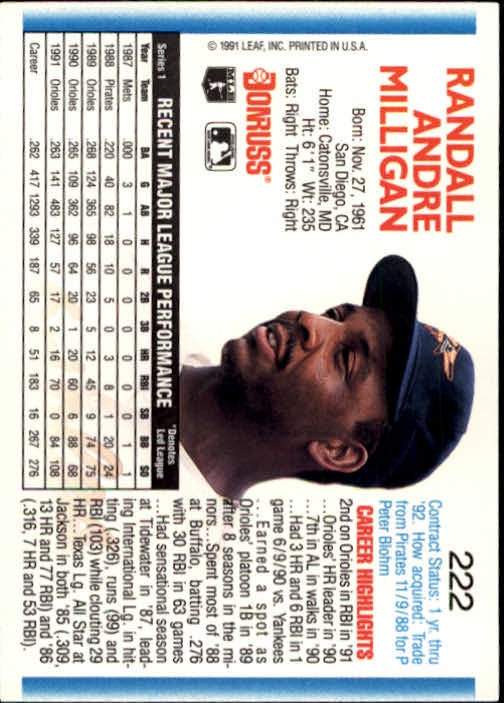 222
RANDALL
ANDRE
MILLIGAN
Born: Nov. 27, 1961
San Diego, CA
Home: Catonsville, MD
Ht: 6' 1" Wt: 235
Bats: Right Throws: Right
DONRUSS
MLB
© 1991 LEAF, INC. PRINTED IN U.S.A.
Contract Status: 1 yr. thru
'92. How acquired: Trade
from Pirates 11/9/88 for P
Peter Blohm
CAREER HIGHLIGHTS
2nd on Orioles in RBI in '91
...Orioles' HR leader in '90
...7th in AL in walks in '90
...Had 3 HR and 6 RBI in 1
game 6/9/90 vs. Yankees
...Earned a spot as
Orioles' platoon 1B in '89
after 8 seasons in the mi-
nors...Spent most of '88
at Buffalo, batting .276
with 30 RBI in 63 games
...Had sensational season
at Tidewater in '87, lead-
ing International Lg. in hit-
ting (.326), runs (99) and
RBI (103) while clouting 29
HR...Texas Lg. All Star at
Jackson in both '85 (.309,
13 HR and 77 RBI) and '86
(.316, 7 HR and 53 RBI).
Series 1 RECENT MAJOR LEAGUE PERFORMANCE *Denotes
Led League
Year Team BA G AB H R 2B 3B HR RBI SB BB SO
1987 Mets .000 3 1 0 0 0 0 0 0 0 1 1
1988 Pirates .220 40 82 18 10 5 0 3 8 1 20 24
1989 Orioles .268 124 365 98 56 23 5 12 45 9 74 75
1990 Orioles .265 109 362 96 64 20 1 20 60 6 88 68
1991 Orioles .263 141 483 127 57 17 2 16 70 0 84 108
Career .262 417 1293 339 187 65 8 51 183 16 267 276